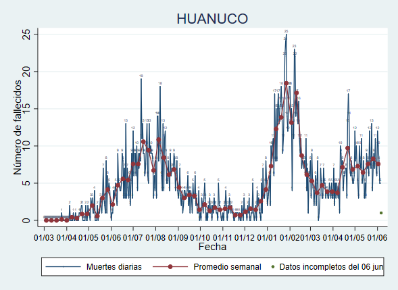 HUANUCO
Número de fallecidos
25
20
15
10
5
0
01/03 01/04 01/05 01/06 01/07 01/08 01/09 01/10 01/11 01/12 01/01 01/02 01/03 01/04 01/05 01/06
Fecha
Muertes diarias Promedio semanal Datos incompletos del 06 jun